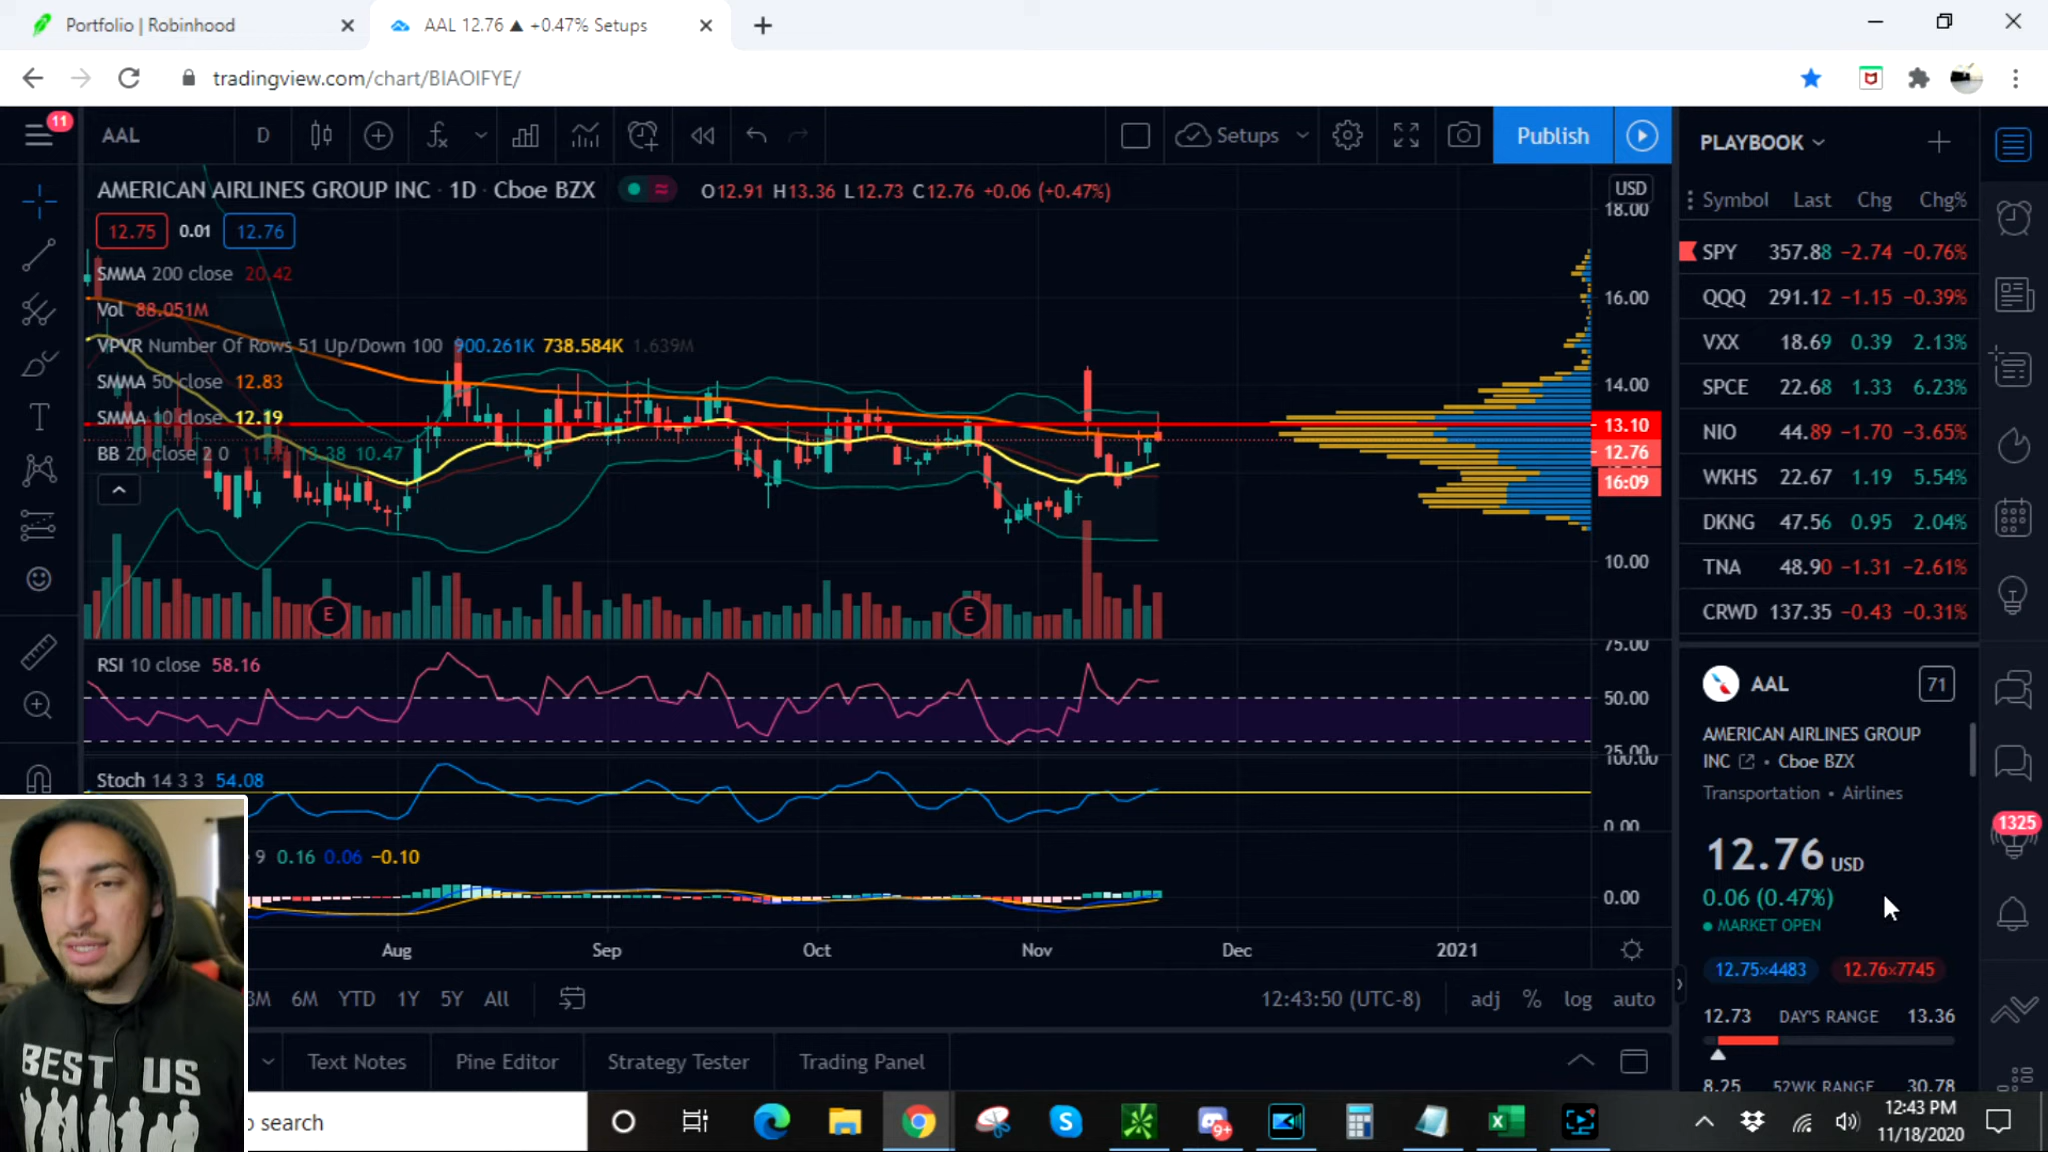 Portfolio | Robinhood
AAL 12.76 ▲ +0.47% Setups
tradingview.com/chart/BIAOIFYE/
11
AAL
D
Setups
Publish
PLAYBOOK
AMERICAN AIRLINES GROUP INC · 1D · Cboe BZX
O12.91 H13.36 L12.73 C12.76 +0.06 (+0.47%)
USD
18.00
12.75 0.01 12.76
SMMA 200 close 20.42
Vol 88.051M
VPVR Number Of Rows 51 Up/Down 100 900.261K 738.584K 1.639M
SMMA 50 close 12.83
SMMA 10 close 12.19
BB 20 close 2 0 13.38 10.47
16.00
14.00
13.10
12.76
16:09
10.00
E
E
RSI 10 close 58.16
75.00
50.00
25.00
Stoch 14 3 3 54.08
100.00
0.00
9 0.16 0.06 −0.10
0.00
Aug Sep Oct Nov Dec 2021
3M 6M YTD 1Y 5Y All
12:43:50 (UTC-8) adj % log auto
Text Notes Pine Editor Strategy Tester Trading Panel
Symbol Last Chg Chg%
SPY 357.88 −2.74 −0.76%
QQQ 291.12 −1.15 −0.39%
VXX 18.69 0.39 2.13%
SPCE 22.68 1.33 6.23%
NIO 44.89 −1.70 −3.65%
WKHS 22.67 1.19 5.54%
DKNG 47.56 0.95 2.04%
TNA 48.90 −1.31 −2.61%
CRWD 137.35 −0.43 −0.31%
AAL 71
AMERICAN AIRLINES GROUP
INC · Cboe BZX
Transportation · Airlines
12.76 USD
0.06 (0.47%)
MARKET OPEN
12.75×4483 12.76×7745
12.73 DAY'S RANGE 13.36
8.25 52WK RANGE 30.78
1325
BEST US
o search
9+
12:43 PM
11/18/2020